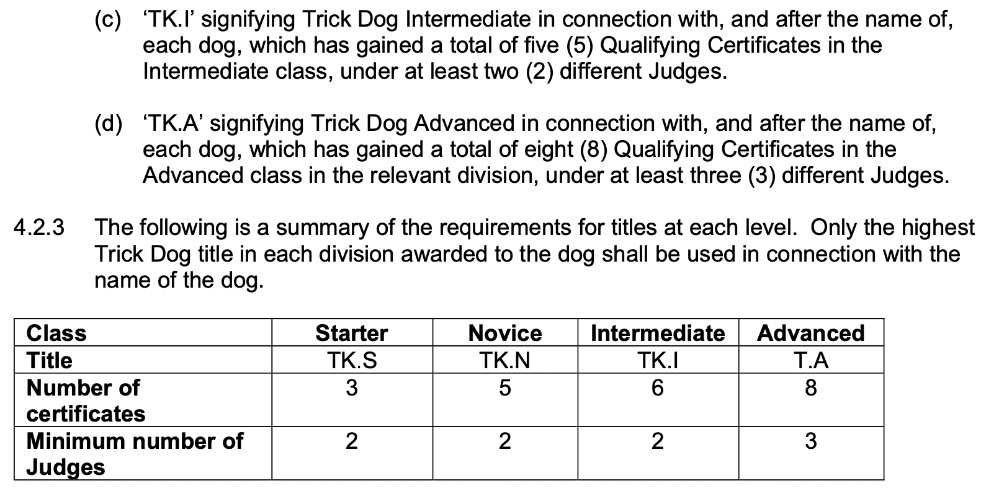 (c) ‘TK.I’ signifying Trick Dog Intermediate in connection with, and after the name of,
each dog, which has gained a total of five (5) Qualifying Certificates in the
Intermediate class, under at least two (2) different Judges.
(d) ‘TK.A’ signifying Trick Dog Advanced in connection with, and after the name of,
each dog, which has gained a total of eight (8) Qualifying Certificates in the
Advanced class in the relevant division, under at least three (3) different Judges.
4.2.3 The following is a summary of the requirements for titles at each level.  Only the highest
Trick Dog title in each division awarded to the dog shall be used in connection with the
name of the dog.
Class Starter Novice Intermediate Advanced
Title TK.S TK.N TK.I T.A
Number of 3 5 6 8
certificates
Minimum number of 2 2 2 3
Judges